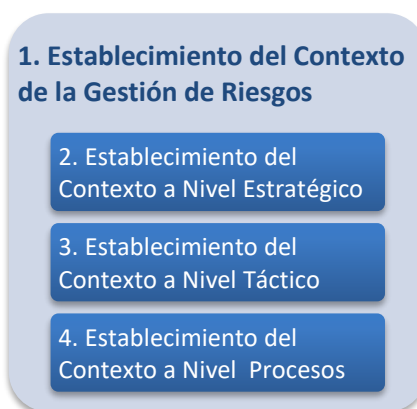 1. Establecimiento del Contexto
de la Gestión de Riesgos
2. Establecimiento del
Contexto a Nivel Estratégico
3. Establecimiento del
Contexto a Nivel Táctico
4. Establecimiento del
Contexto a Nivel  Procesos